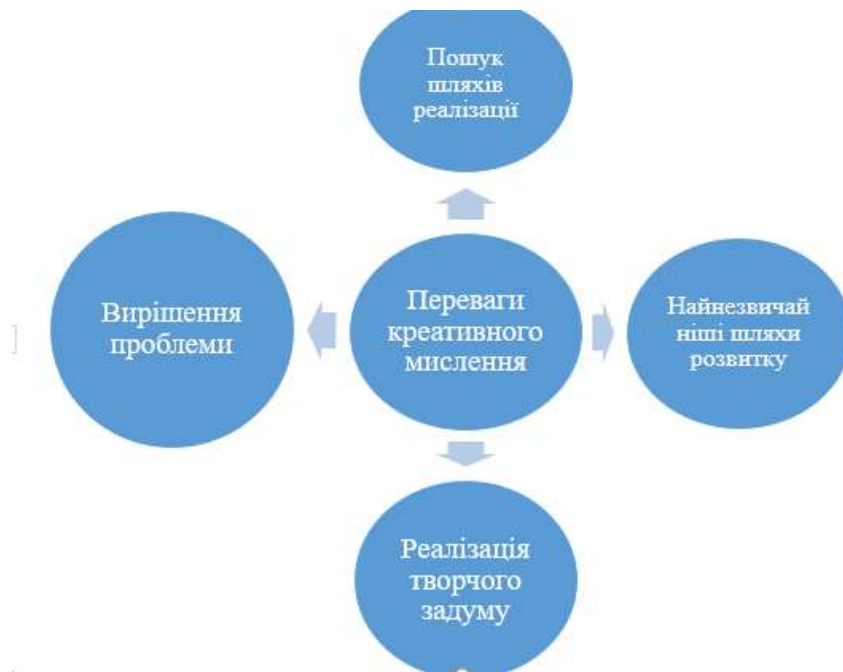 Пошук
шляхів
реалізації
Вирішення
проблеми
Переваги
креативного
мислення
Найнезвичай
ніші шляхи
розвитку
Реалізація
творчого
задуму